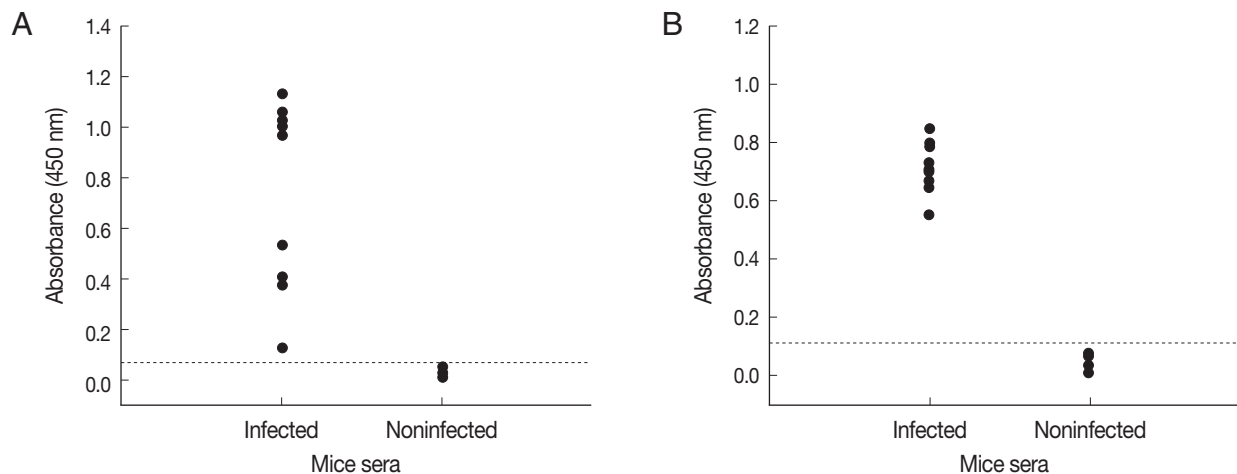 A
Absorbance (450 nm)
1.4
1.2
1.0
0.8
0.6
0.4
0.2
0.0
Infected
Noninfected
Mice sera
B
Absorbance (450 nm)
1.2
1.0
0.8
0.6
0.4
0.2
0.0
Infected
Noninfected
Mice sera